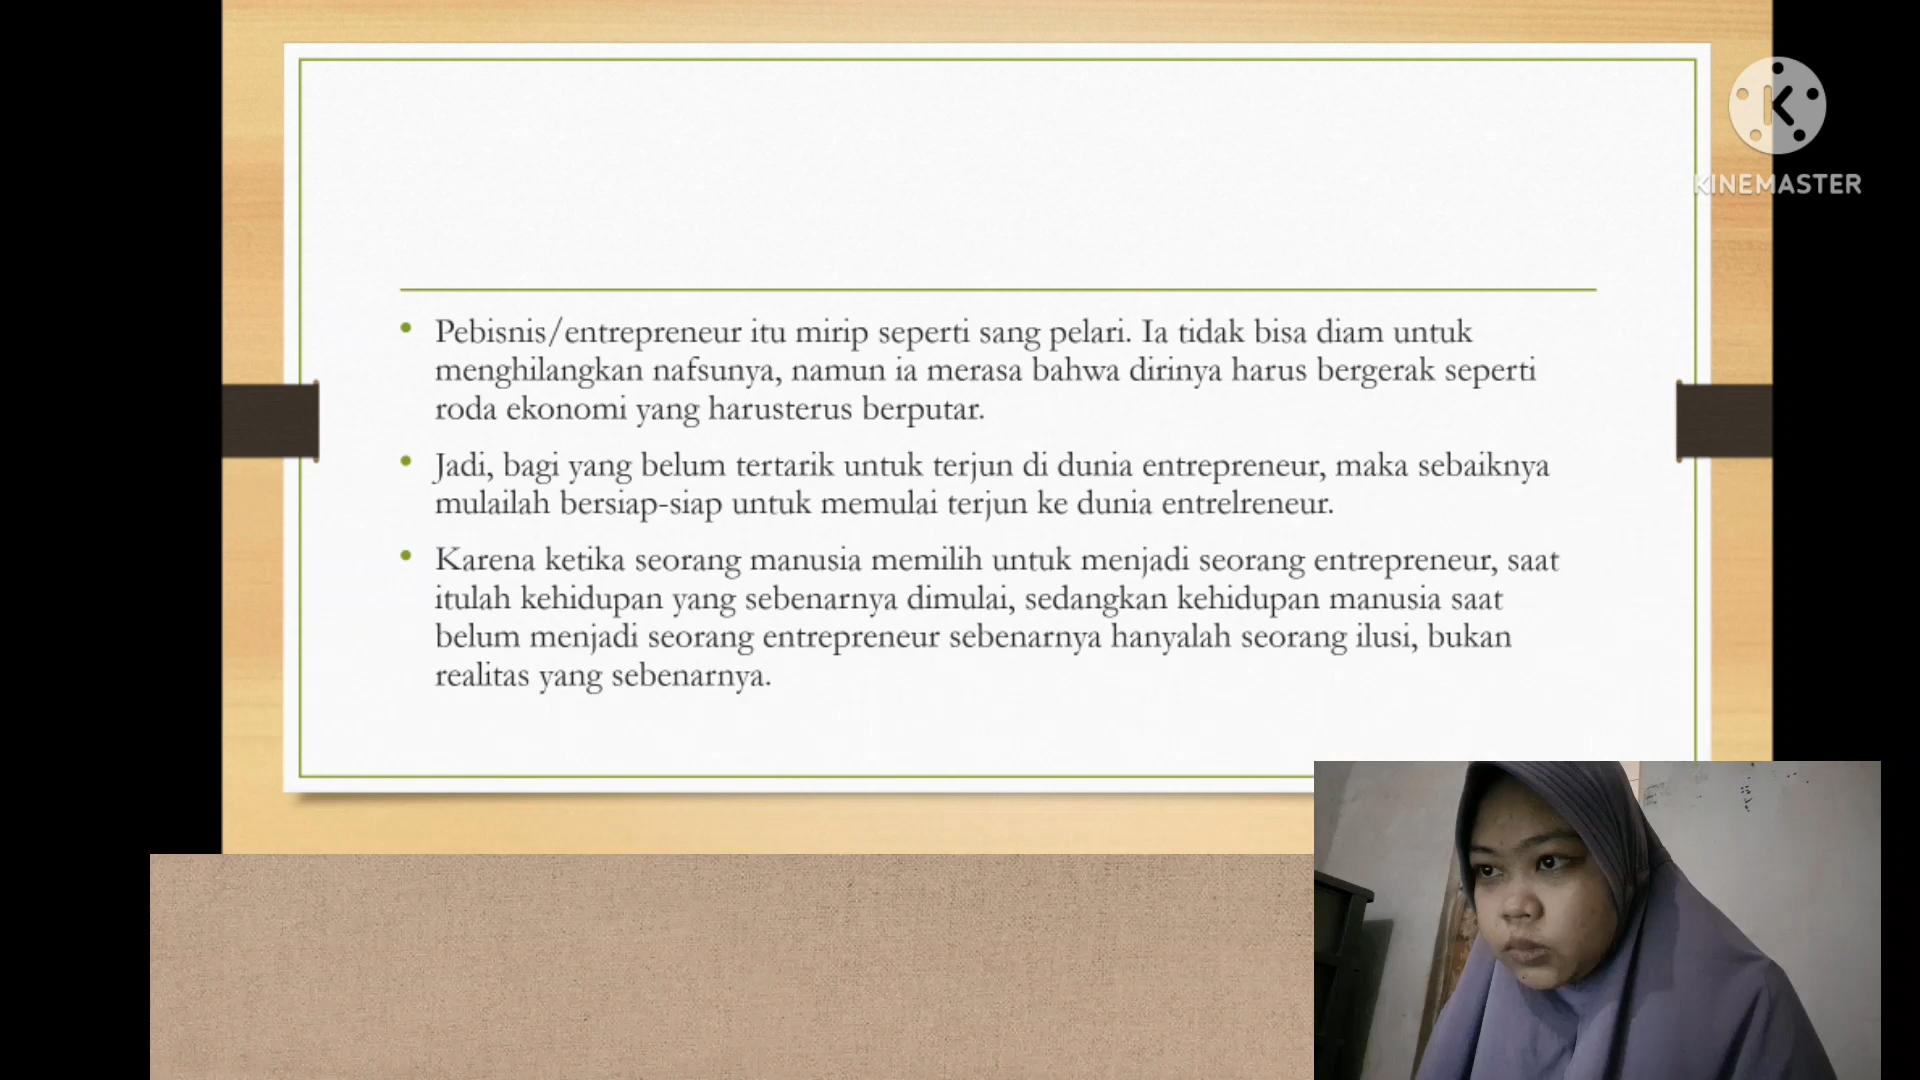 KINEMASTER
Pebisnis/entrepreneur itu mirip seperti sang pelari. Ia tidak bisa diam untuk
menghilangkan nafsunya, namun ia merasa bahwa dirinya harus bergerak seperti
roda ekonomi yang harusterus berputar.
Jadi, bagi yang belum tertarik untuk terjun di dunia entrepreneur, maka sebaiknya
mulailah bersiap-siap untuk memulai terjun ke dunia entrelreneur.
Karena ketika seorang manusia memilih untuk menjadi seorang entrepreneur, saat
itulah kehidupan yang sebenarnya dimulai, sedangkan kehidupan manusia saat
belum menjadi seorang entrepreneur sebenarnya hanyalah seorang ilusi, bukan
realitas yang sebenarnya.